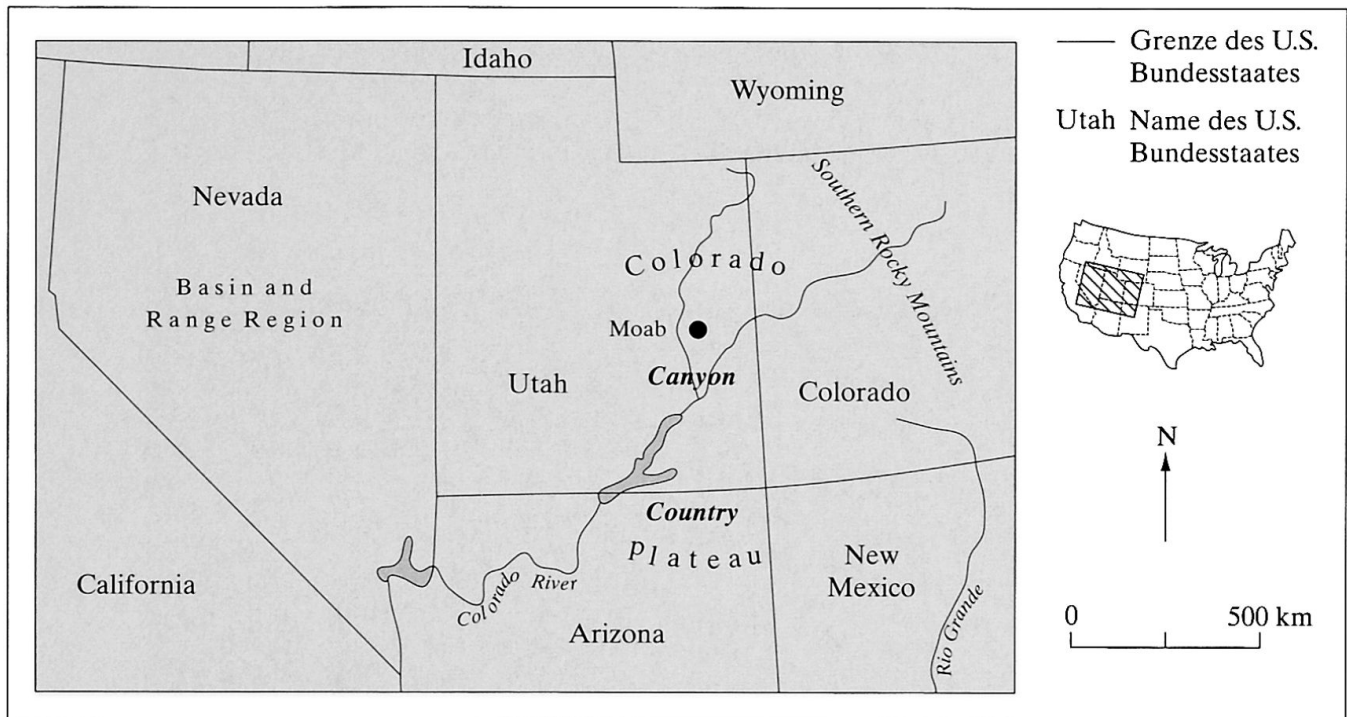 Idaho
Wyoming
Nevada
Basin and
Range Region
Southern Rocky Mountains
Colorado
Moab
Utah
Canyon
Colorado
Country
Plateau
New
Mexico
California
Colorado River
Arizona
Rio Grande
Grenze des U.S.
Bundesstaates
Utah Name des U.S.
Bundesstaates
N
0 500 km